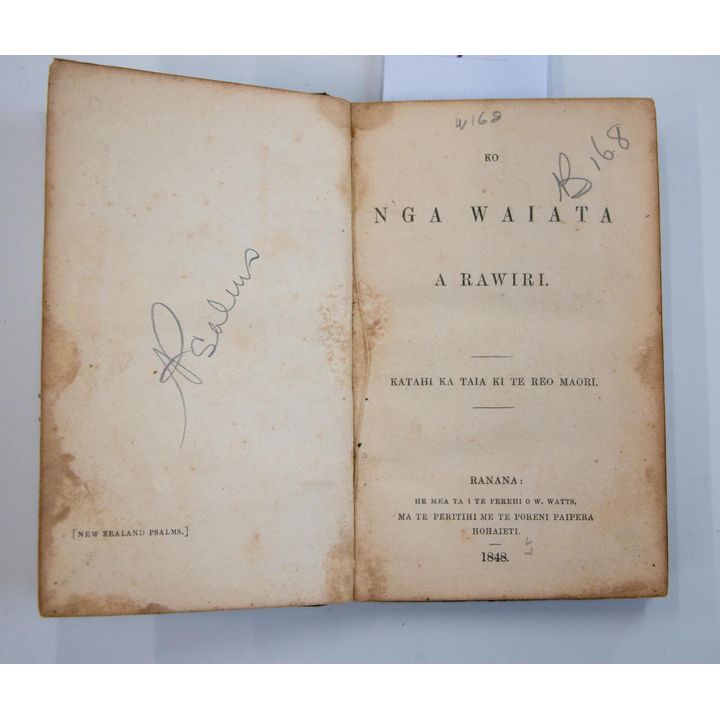 Psalms
[NEW ZEALAND PSALMS.]
W168
B168
KO
NGA WAIATA
A RAWIRI.
KATAHI KA TAIA KI TE REO MAORI.
RANANA:
HE MEA TA I TE PEREHI O W. WATTS,
MA TE PERITIHI ME TE PORENI PAIPERA
HOHAIETI.
1848.